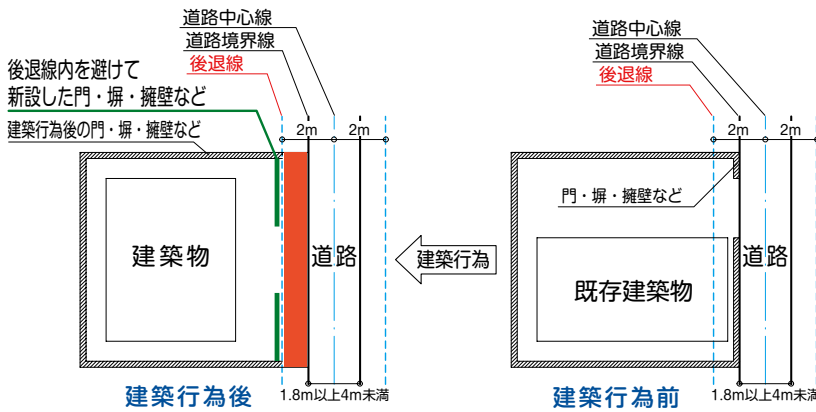 道路中心線
道路境界線
後退線
後退線内を避けて
新設した門・塀・擁壁など
建築行為後の門・塀・擁壁など
2m 2m
建築物
道路
1.8m以上4m未満
建築行為後
建築行為
道路中心線
道路境界線
後退線
2m 2m
門・塀・擁壁など
既存建築物
道路
1.8m以上4m未満
建築行為前